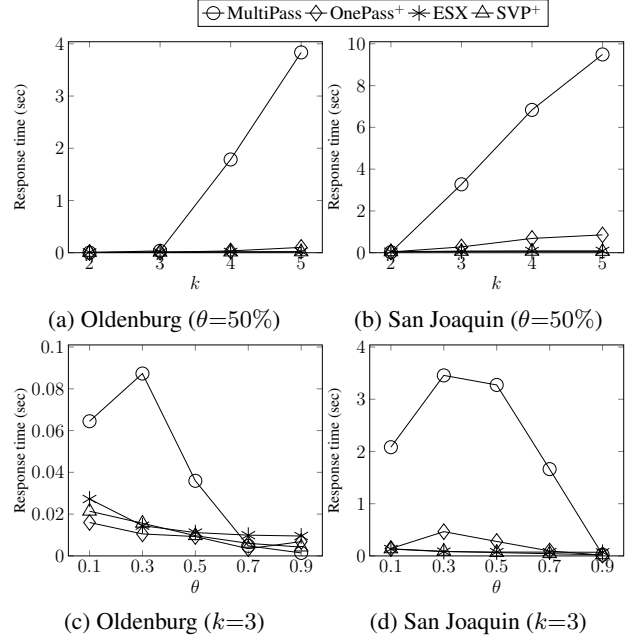 MultiPass OnePass+ ESX SVP+
4
3
2
1
0
2 3 4 5
Response time (sec)
k
(a) Oldenburg (θ=50%)
10
8
6
4
2
0
2 3 4 5
Response time (sec)
k
(b) San Joaquin (θ=50%)
0.1
0.08
0.06
0.04
0.02
0
0.1 0.3 0.5 0.7 0.9
Response time (sec)
θ
(c) Oldenburg (k=3)
4
3
2
1
0
0.1 0.3 0.5 0.7 0.9
Response time (sec)
θ
(d) San Joaquin (k=3)